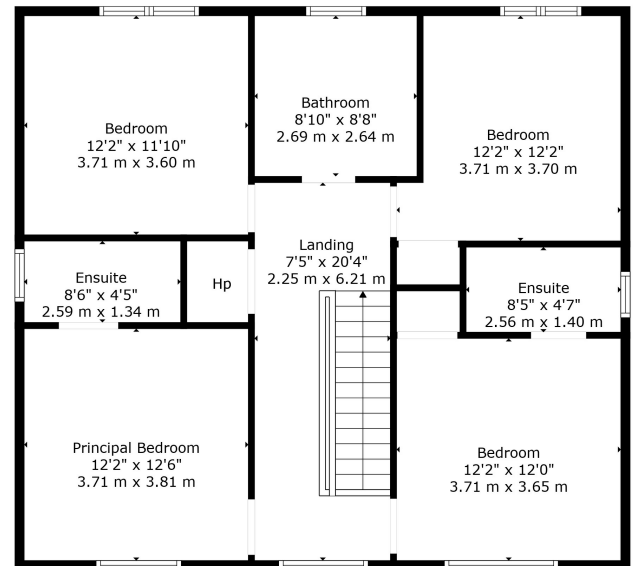 Bathroom
8'10" x 8'8"
2.69 m x 2.64 m
Bedroom
12'2" x 11'10"
3.71 m x 3.60 m
Bedroom
12'2" x 12'2"
3.71 m x 3.70 m
Landing
7'5" x 20'4"
2.25 m x 6.21 m
Ensuite
8'6" x 4'5"
2.59 m x 1.34 m
Hp
Ensuite
8'5" x 4'7"
2.56 m x 1.40 m
Principal Bedroom
12'2" x 12'6"
3.71 m x 3.81 m
Bedroom
12'2" x 12'0"
3.71 m x 3.65 m